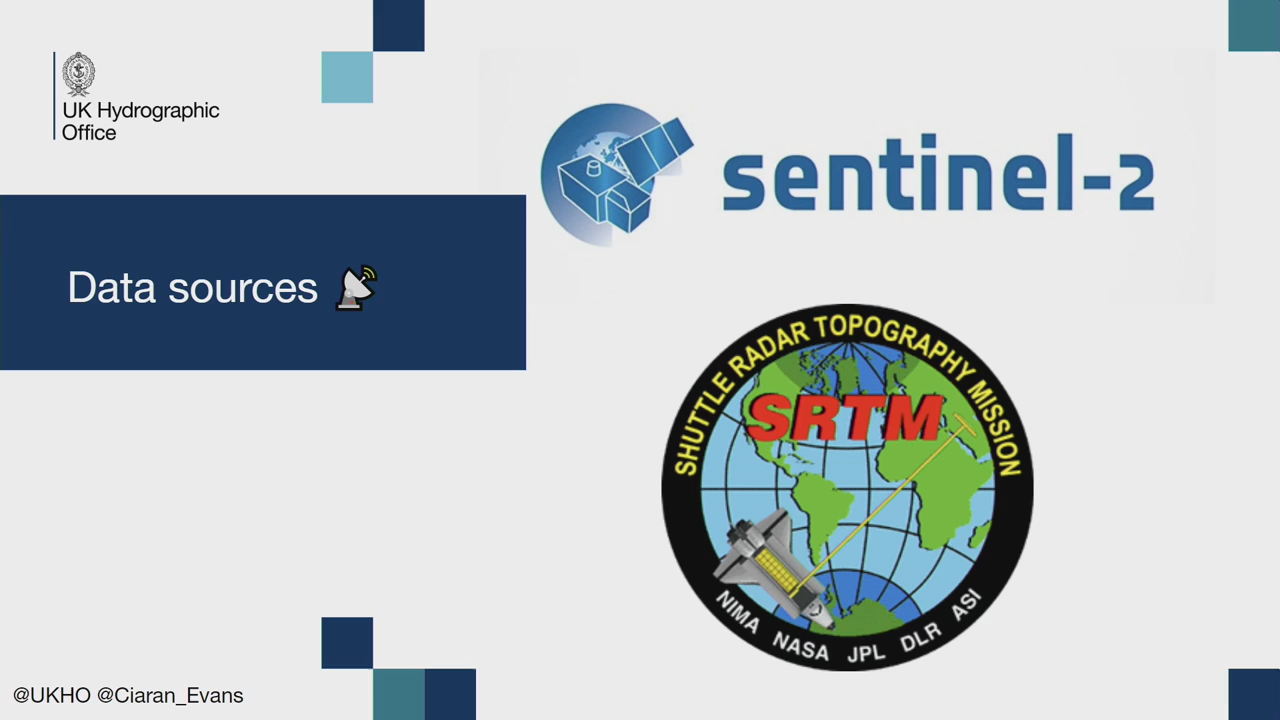 UK Hydrographic
Office
sentinel-2
Data sources
SHUTTLE RADAR TOPOGRAPHY MISSION
SRTM
NIMA NASA JPL DLR ASI
@UKHO @Ciaran_Evans